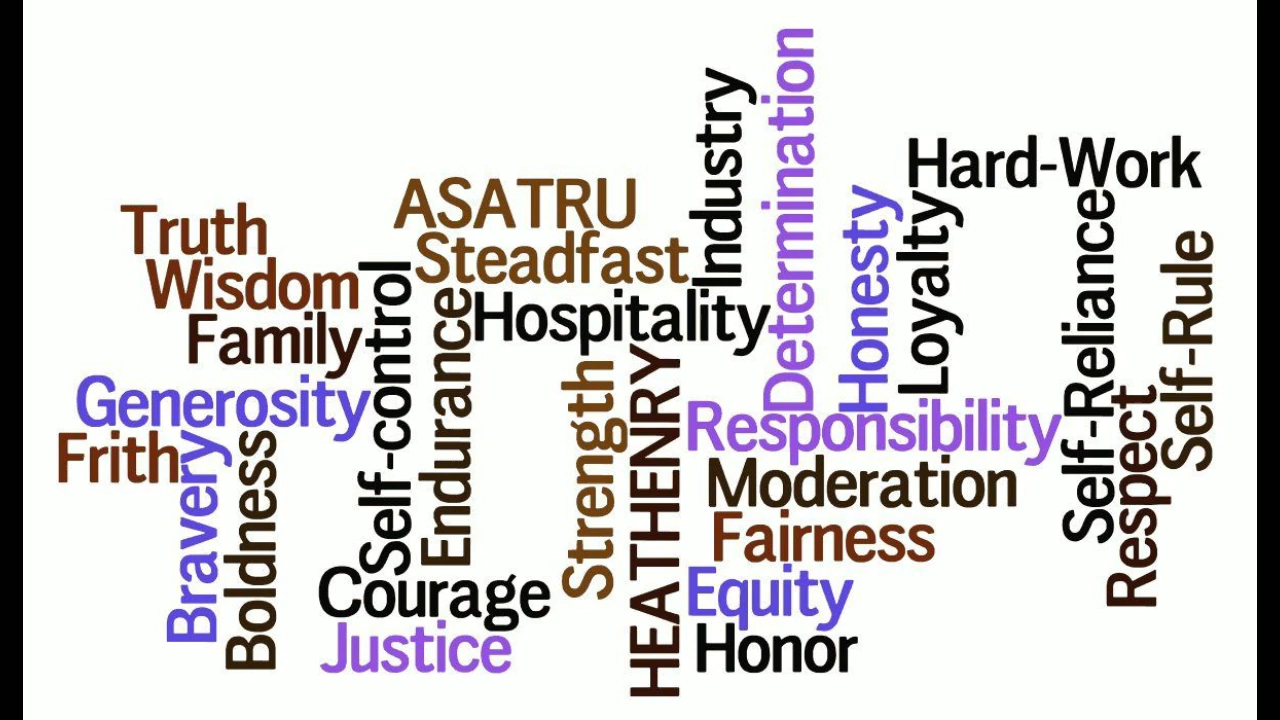 Determination
Industry
Hard-Work
ASATRU
Truth
Steadfast
Honesty
Loyalty
Self-Reliance
Self-Rule
Wisdom
Self-control
Endurance
Hospitality
Family
Generosity
Strength
HEATHENRY
Responsibility
Respect
Frith
Bravery
Boldness
Moderation
Fairness
Courage
Equity
Justice
Honor